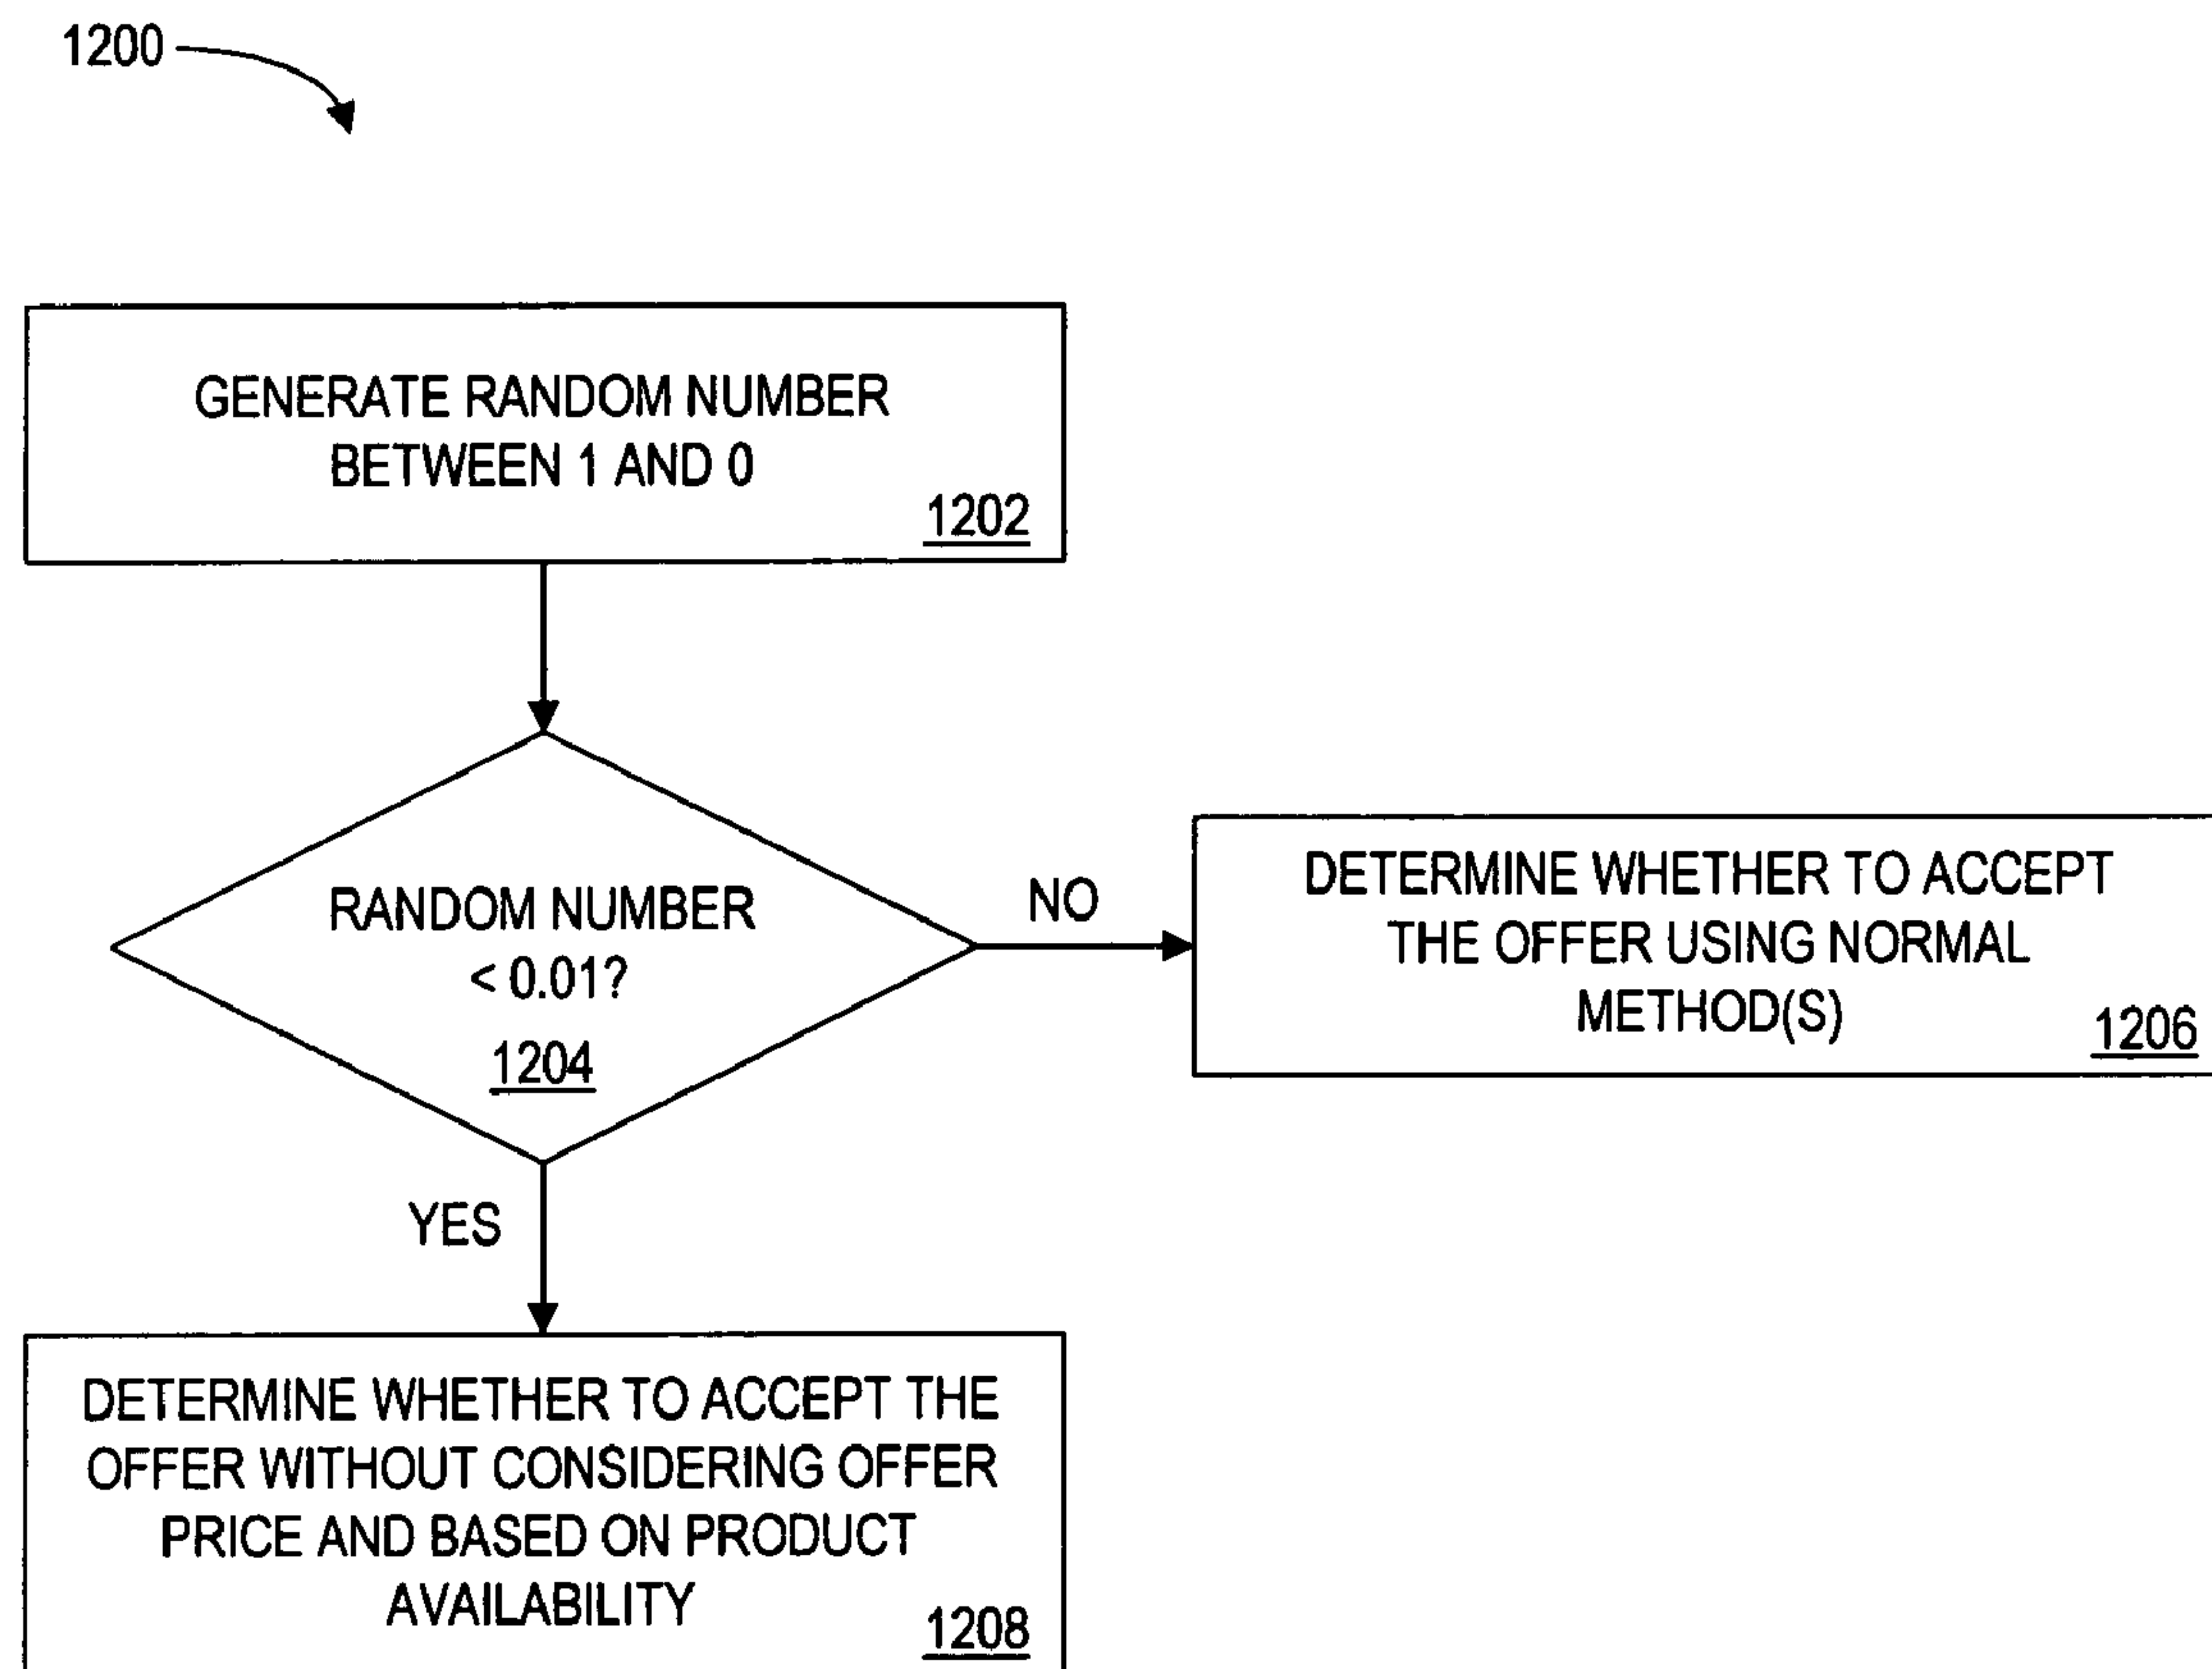 1200
GENERATE RANDOM NUMBER
BETWEEN 1 AND 0
1202
RANDOM NUMBER
< 0.01?
1204
NO
DETERMINE WHETHER TO ACCEPT
THE OFFER USING NORMAL
METHOD(S)
1206
YES
DETERMINE WHETHER TO ACCEPT THE
OFFER WITHOUT CONSIDERING OFFER
PRICE AND BASED ON PRODUCT
AVAILABILITY
1208